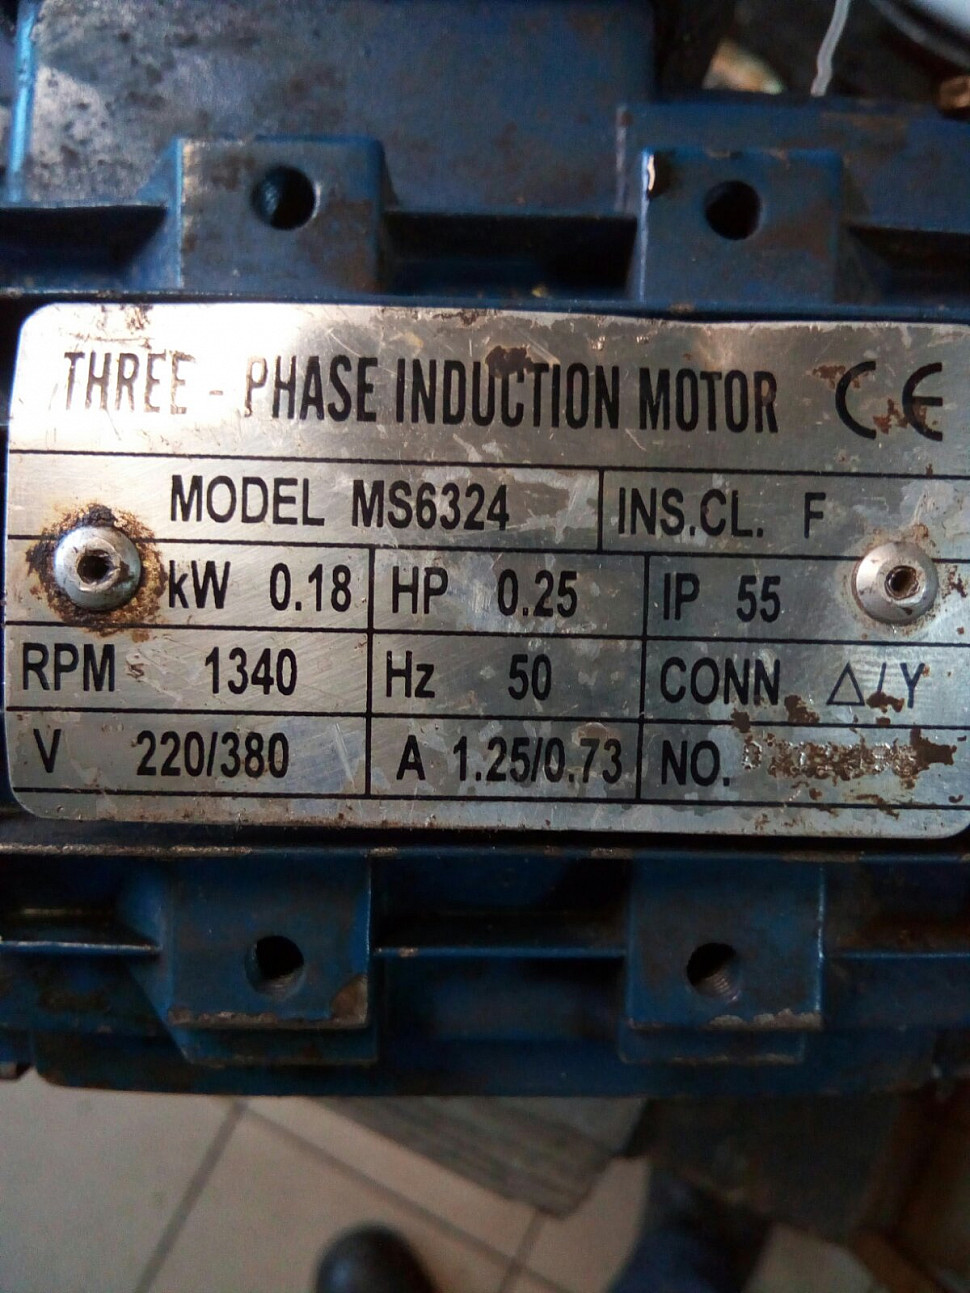 THREE - PHASE INDUCTION MOTOR CE
MODEL MS6324 INS.CL. F
kW 0.18 HP 0.25 IP 55
RPM 1340 Hz 50 CONN △/Y
V 220/380 A 1.25/0.73 NO.